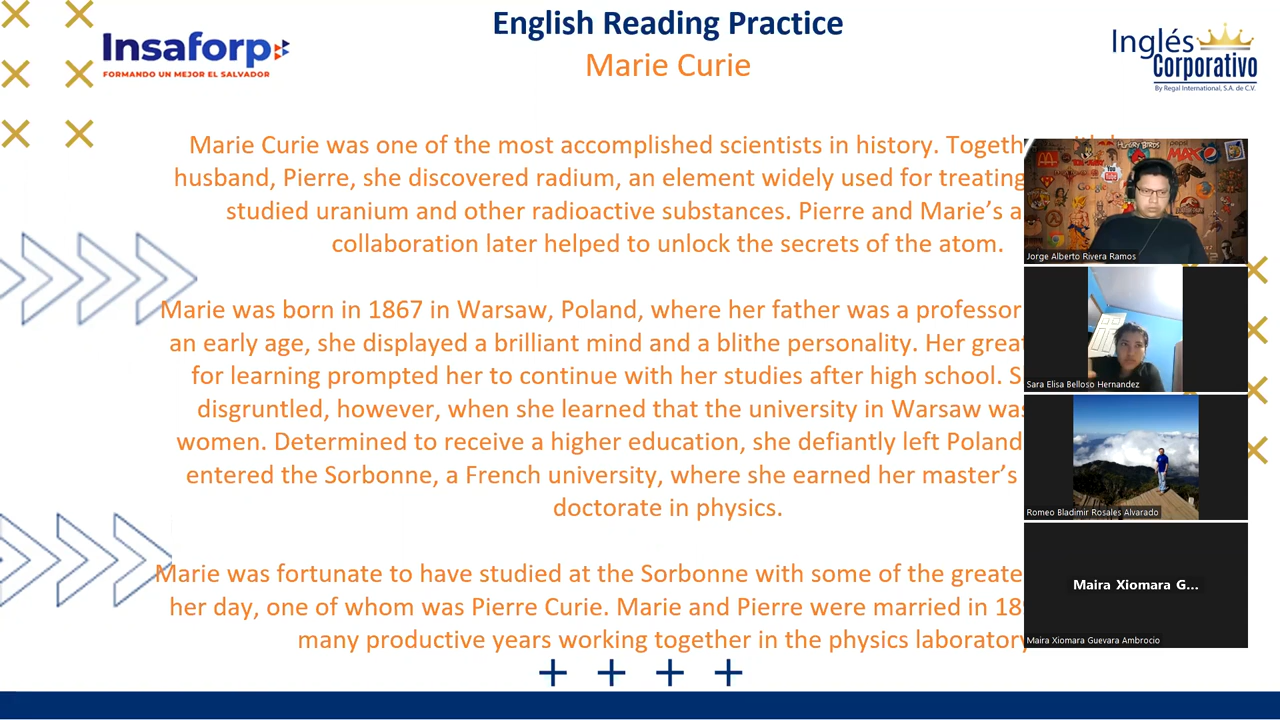 English Reading Practice
Marie Curie
Insaforp
FORMANDO UN MEJOR EL SALVADOR
Inglés
Corporativo
By Regal International, S.A. de C.V.
Marie Curie was one of the most accomplished scientists in history.
husband, Pierre, she discovered radium, an element widely used for treating
studied uranium and other radioactive substances. Pierre and Marie's a
collaboration later helped to unlock the secrets of the atom.
Marie was born in 1867 in Warsaw, Poland, where her father was a professor
an early age, she displayed a brilliant mind and a blithe personality. Her
for learning prompted her to continue with her studies after high school.
disgruntled, however, when she learned that the university in Warsaw
women. Determined to receive a higher education, she defiantly left Poland
entered the Sorbonne, a French university, where she earned her master's
doctorate in physics.
Marie was fortunate to have studied at the Sorbonne with some of the
her day, one of whom was Pierre Curie. Marie and Pierre were married in
many productive years working together in the physics laboratory
HUNGRY BIRDS
pepsi
Google
You Tube
Jorge Alberto Rivera Ramos
Sara Elisa Belloso Hernandez
Romeo Bladimir Rosales Alvarado
Maira Xiomara G...
Maira Xiomara Guevara Ambrocio